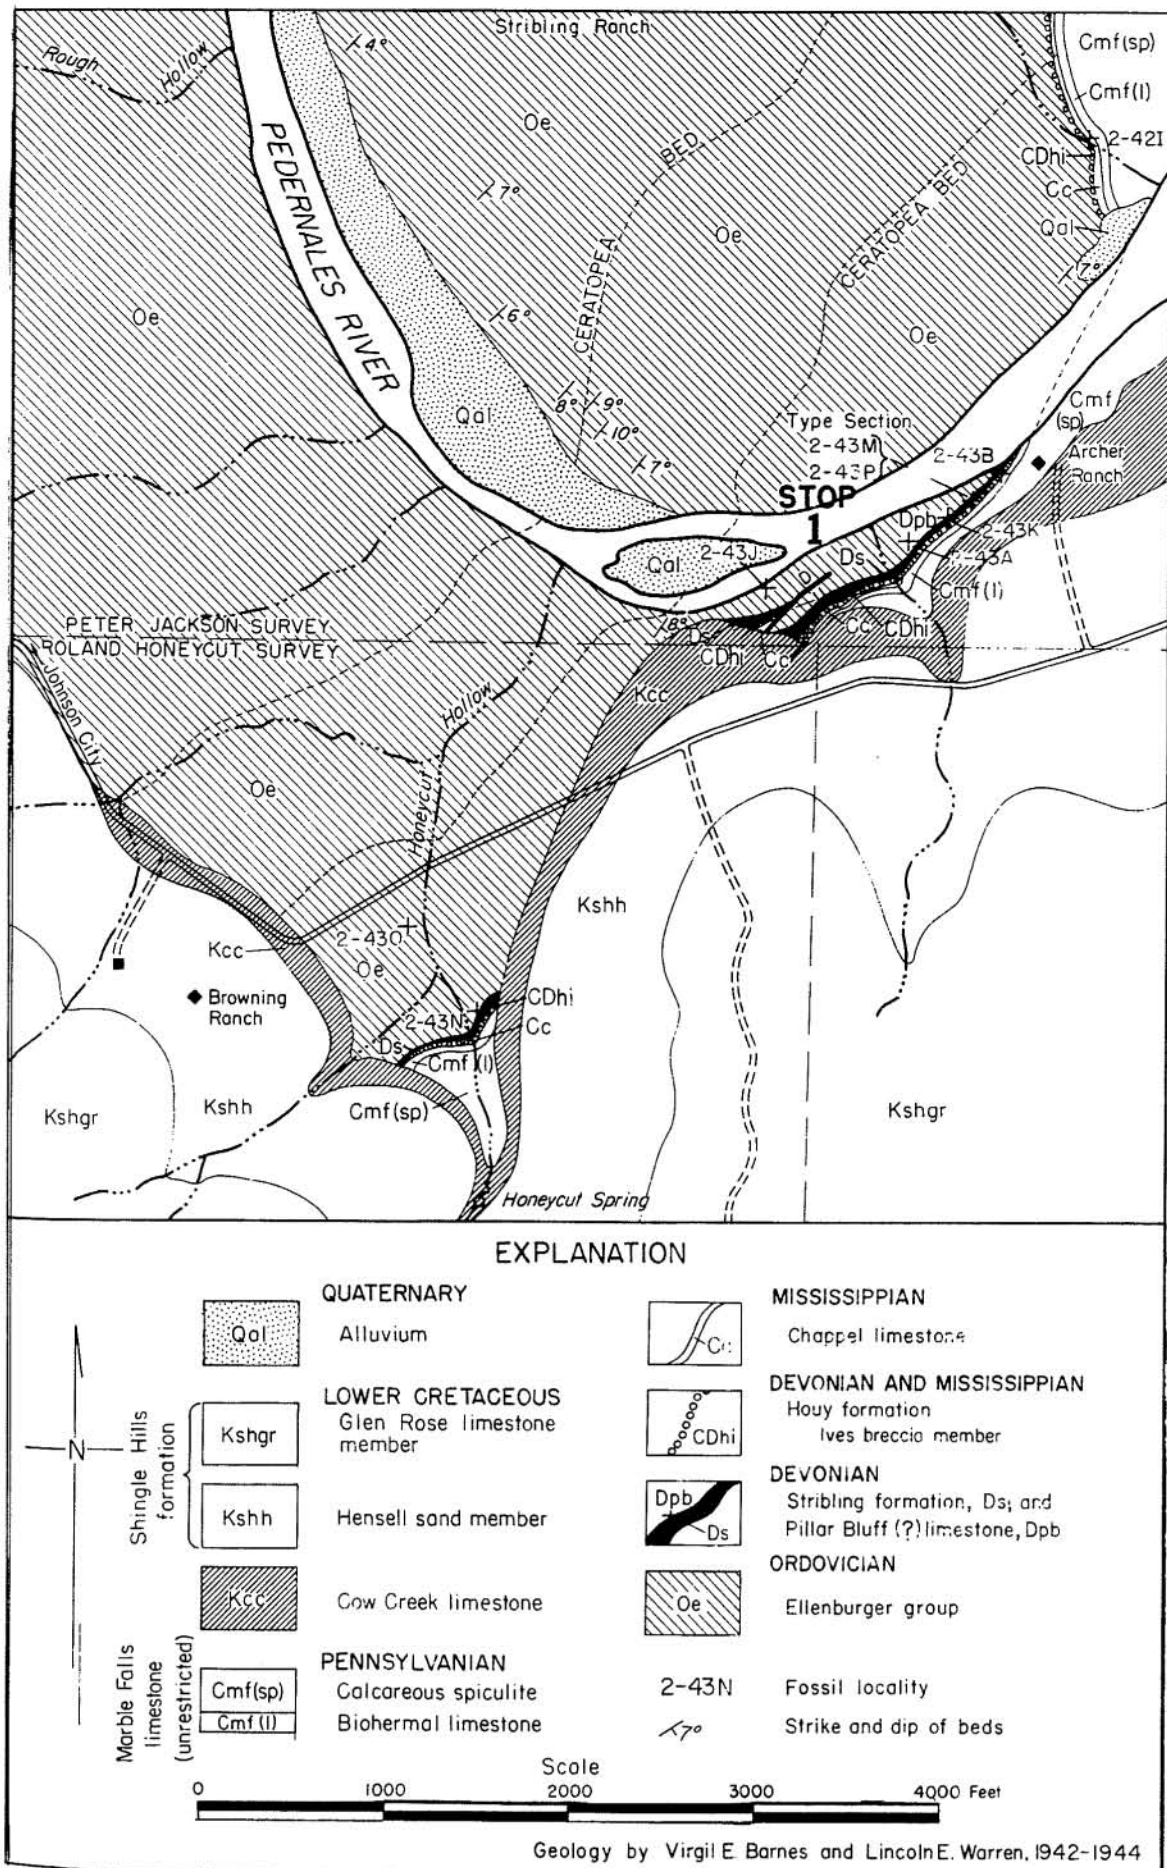 Stribling Ranch
4°
Cmf(sp)
Rough
Hollow
Cmf(l)
Oe
2-42I
CDhi
BED
Cc
PEDERNALES RIVER
7°
Oe
CERATOPEA BED
Qal
7°
CERATOPEA
6°
Oe
Oe
8°
9°
Cmf
(sp)
Qal
10°
Type Section
2-43M
2-43P
2-43B
Archer
Ranch
7°
STOP
1
Dpb
2-43K
2-43J
Ds
2-43A
Qal
D
Cmf(l)
PETER JACKSON SURVEY
ROLAND HONEYCUT SURVEY
8°
Ds
Cc
CDhi
CDhi
Cc
Johnson City
Kcc
Hollow
Oe
Honeycut
Kshh
2-43O
Kcc
Oe
Browning
Ranch
CDhi
2-43N
Cc
Ds
Cmf(l)
Kshgr
Kshh
Cmf(sp)
Kshgr
Honeycut Spring
EXPLANATION
QUATERNARY
Qal
Alluvium
LOWER CRETACEOUS
Shingle Hills
formation
Kshgr
Glen Rose limestone
member
Kshh
Hensell sand member
Kcc
Cow Creek limestone
PENNSYLVANIAN
Marble Falls
limestone
(unrestricted)
Cmf(sp)
Calcareous spiculite
Cmf(l)
Biohermal limestone
N
MISSISSIPPIAN
Cc
Chappel limestone
DEVONIAN AND MISSISSIPPIAN
CDhi
Houy formation
Ives breccia member
DEVONIAN
Dpb
Ds
Stribling formation, Ds; and
Pillar Bluff (?) limestone, Dpb
ORDOVICIAN
Oe
Ellenburger group
2-43N
Fossil locality
7°
Strike and dip of beds
Scale
0 1000 2000 3000 4000 Feet
Geology by Virgil E. Barnes and Lincoln E. Warren, 1942-1944